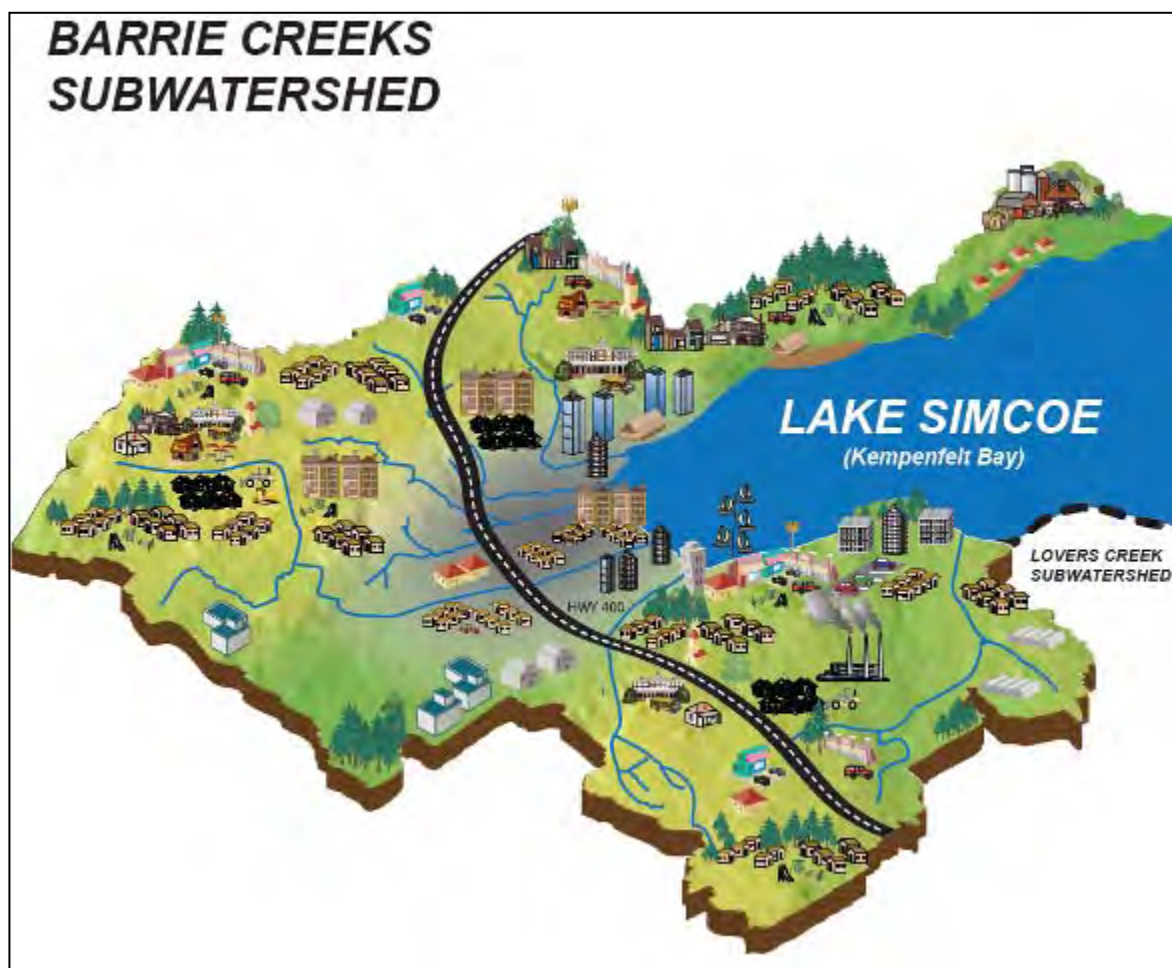 BARRIE CREEKS
SUBWATERSHED
LAKE SIMCOE
(Kempenfelt Bay)
LOVERS CREEK
SUBWATERSHED
HWY 400